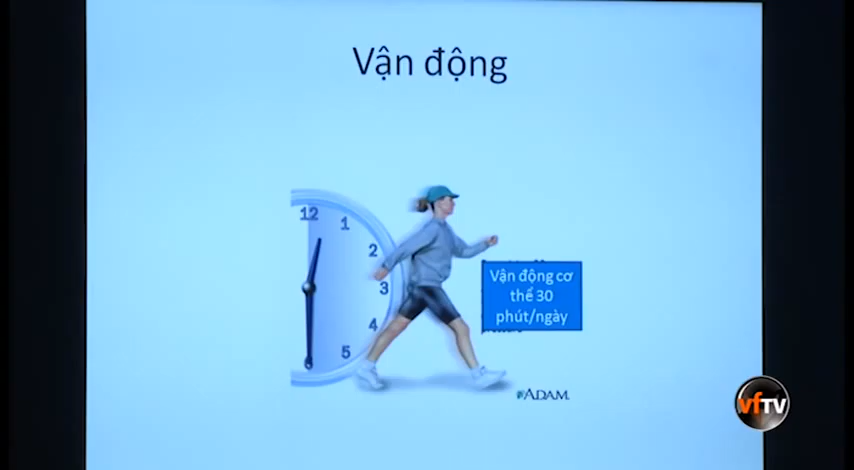 Vận động
12
1
2
3
4
5
Vận động cơ
thể 30
phút/ngày
ADAM.
vfTV